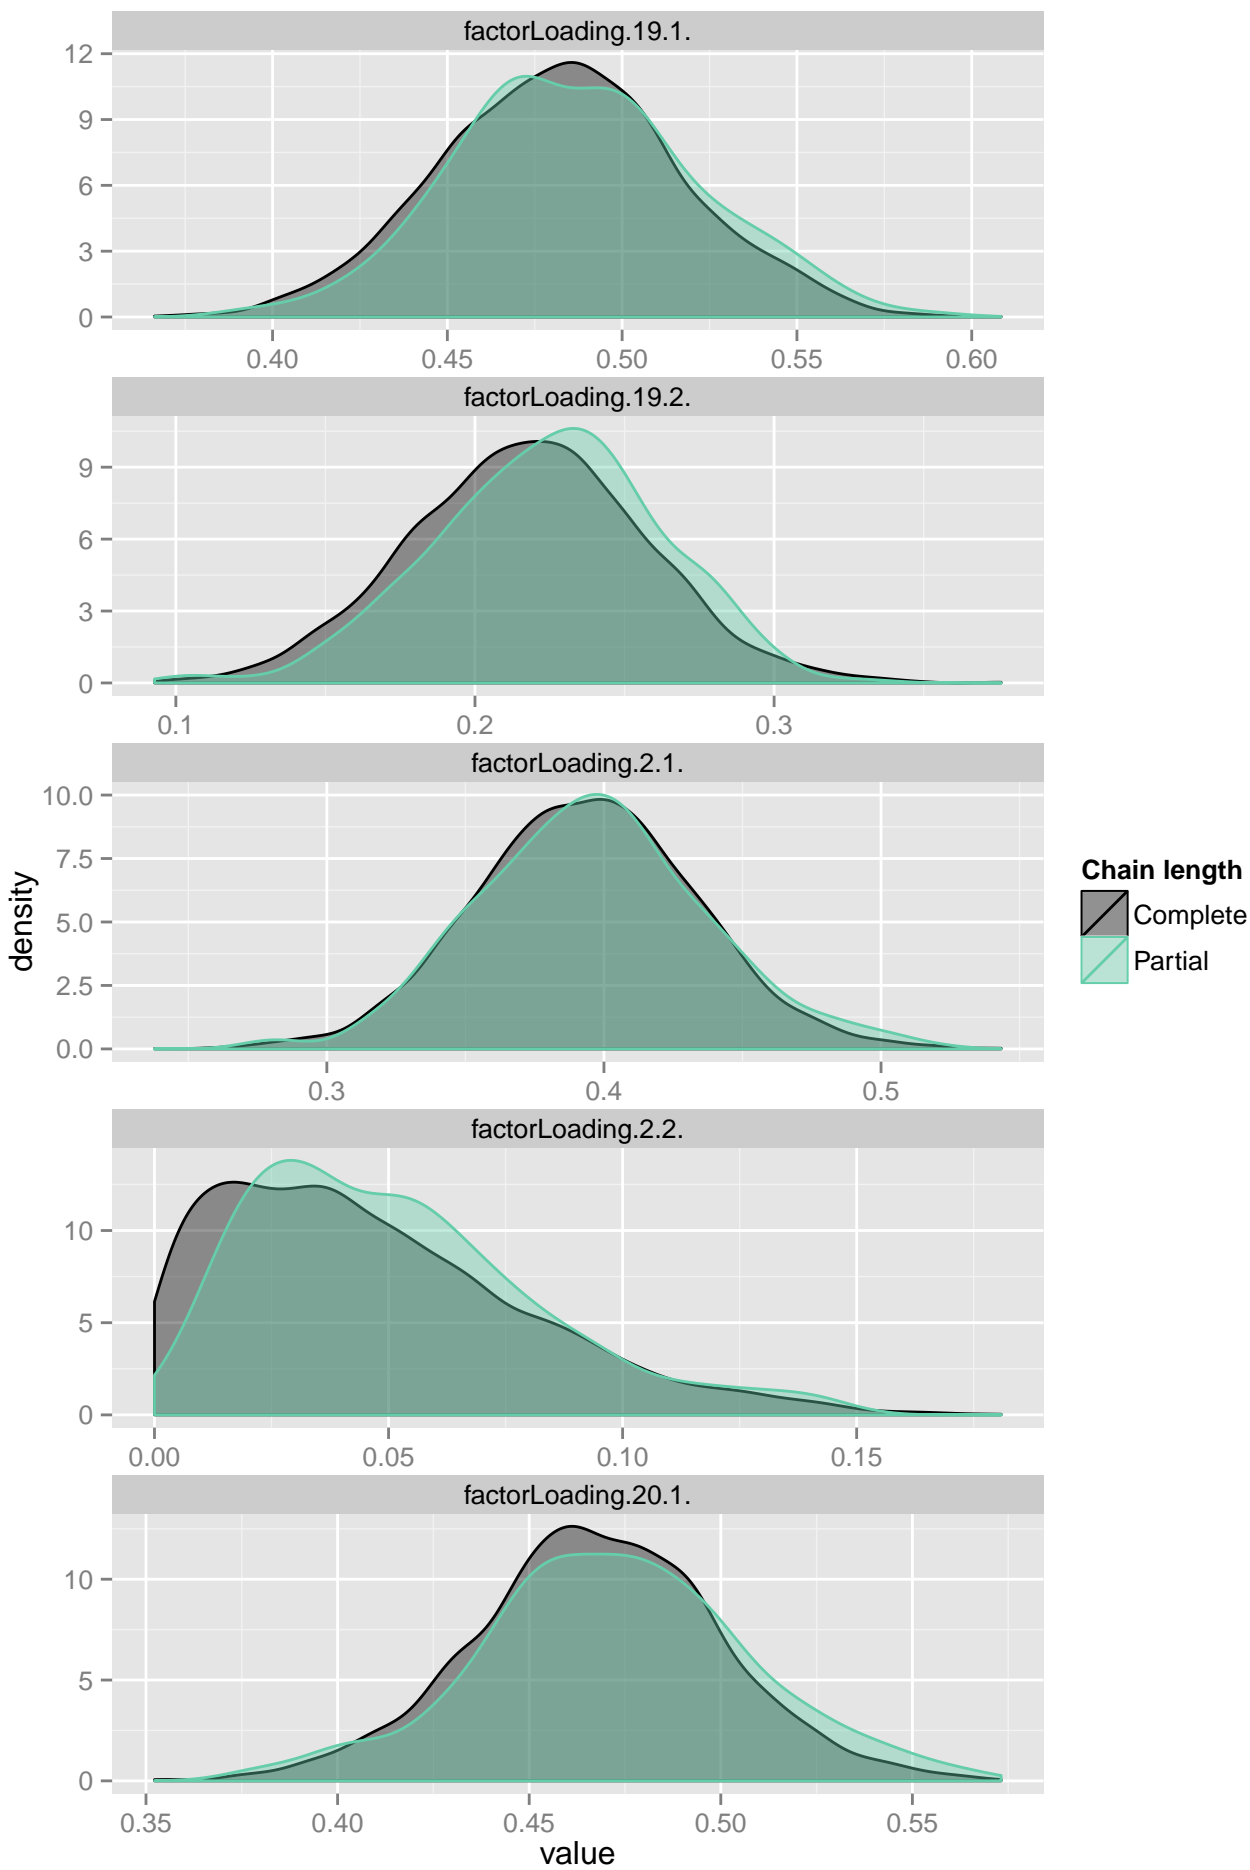 factorLoading.19.1.
12
9
6
3
0
0.40 0.45 0.50 0.55 0.60
factorLoading.19.2.
9
6
3
0
0.1 0.2 0.3
factorLoading.2.1.
10.0
7.5
5.0
2.5
0.0
0.3 0.4 0.5
density
Chain length
Complete
Partial
factorLoading.2.2.
10
5
0
0.00 0.05 0.10 0.15
factorLoading.20.1.
10
5
0
0.35 0.40 0.45 0.50 0.55
value